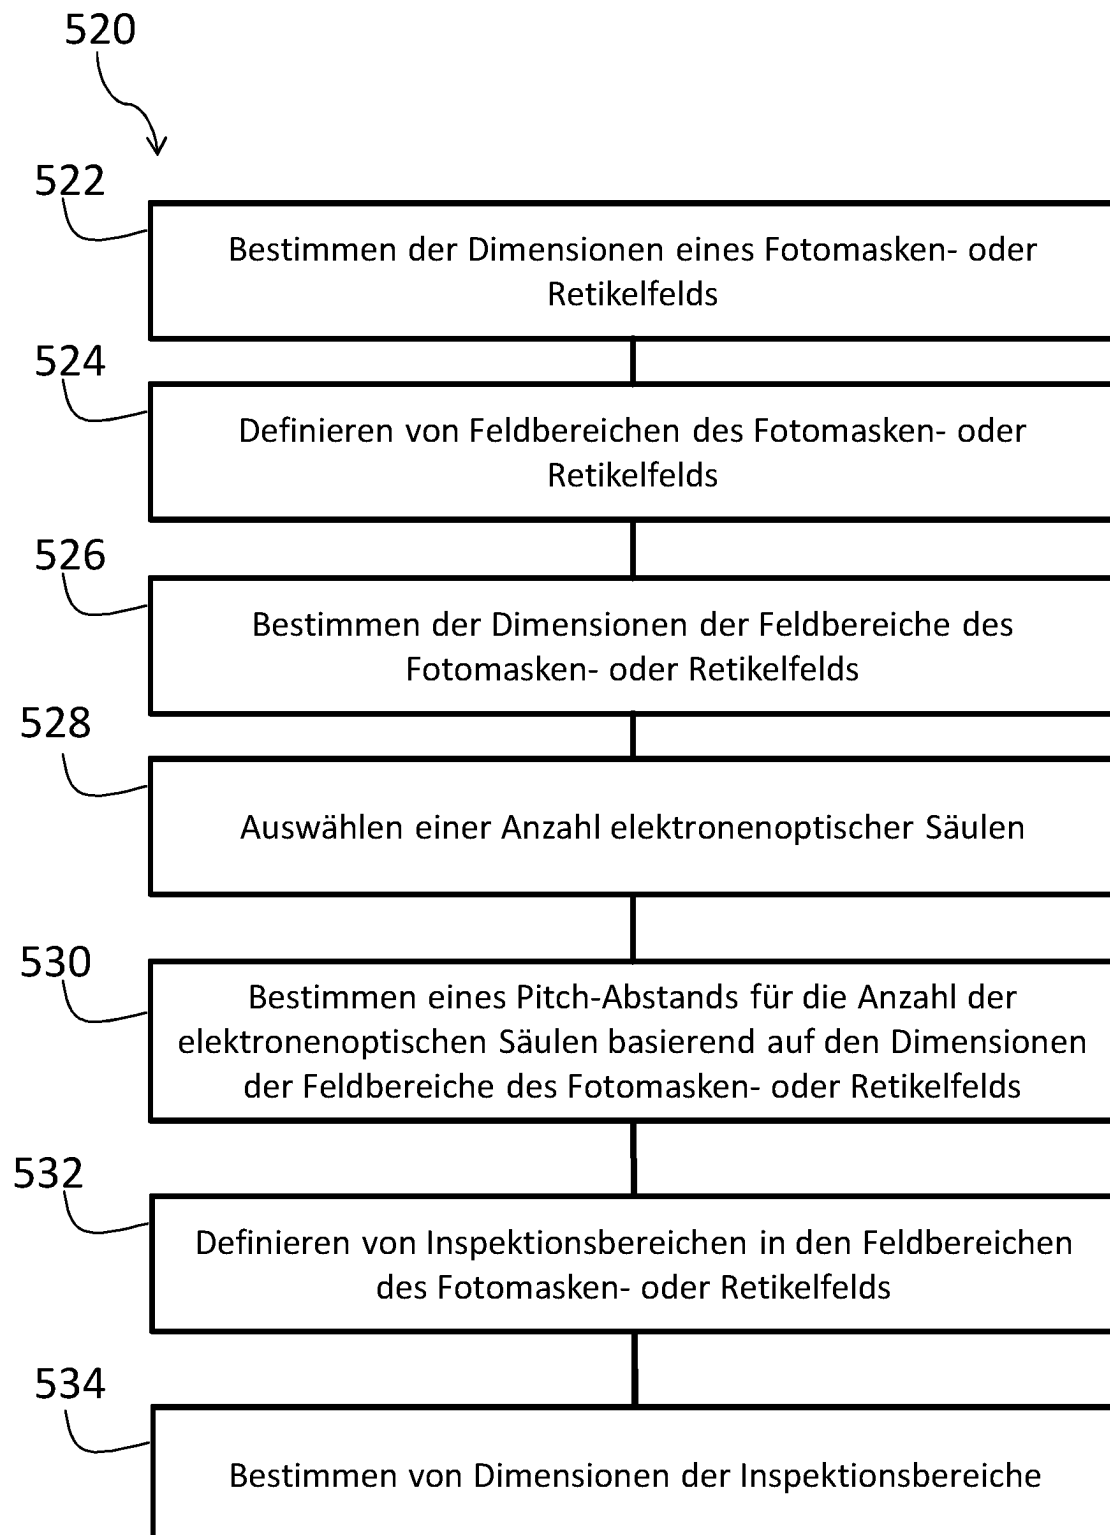 520
522
Bestimmen der Dimensionen eines Fotomasken- oder
Retikelfelds
524
Definieren von Feldbereichen des Fotomasken- oder
Retikelfelds
526
Bestimmen der Dimensionen der Feldbereiche des
Fotomasken- oder Retikelfelds
528
Auswählen einer Anzahl elektronenoptischer Säulen
530
Bestimmen eines Pitch-Abstands für die Anzahl der
elektronenoptischen Säulen basierend auf den Dimensionen
der Feldbereiche des Fotomasken- oder Retikelfelds
532
Definieren von Inspektionsbereichen in den Feldbereichen
des Fotomasken- oder Retikelfelds
534
Bestimmen von Dimensionen der Inspektionsbereiche